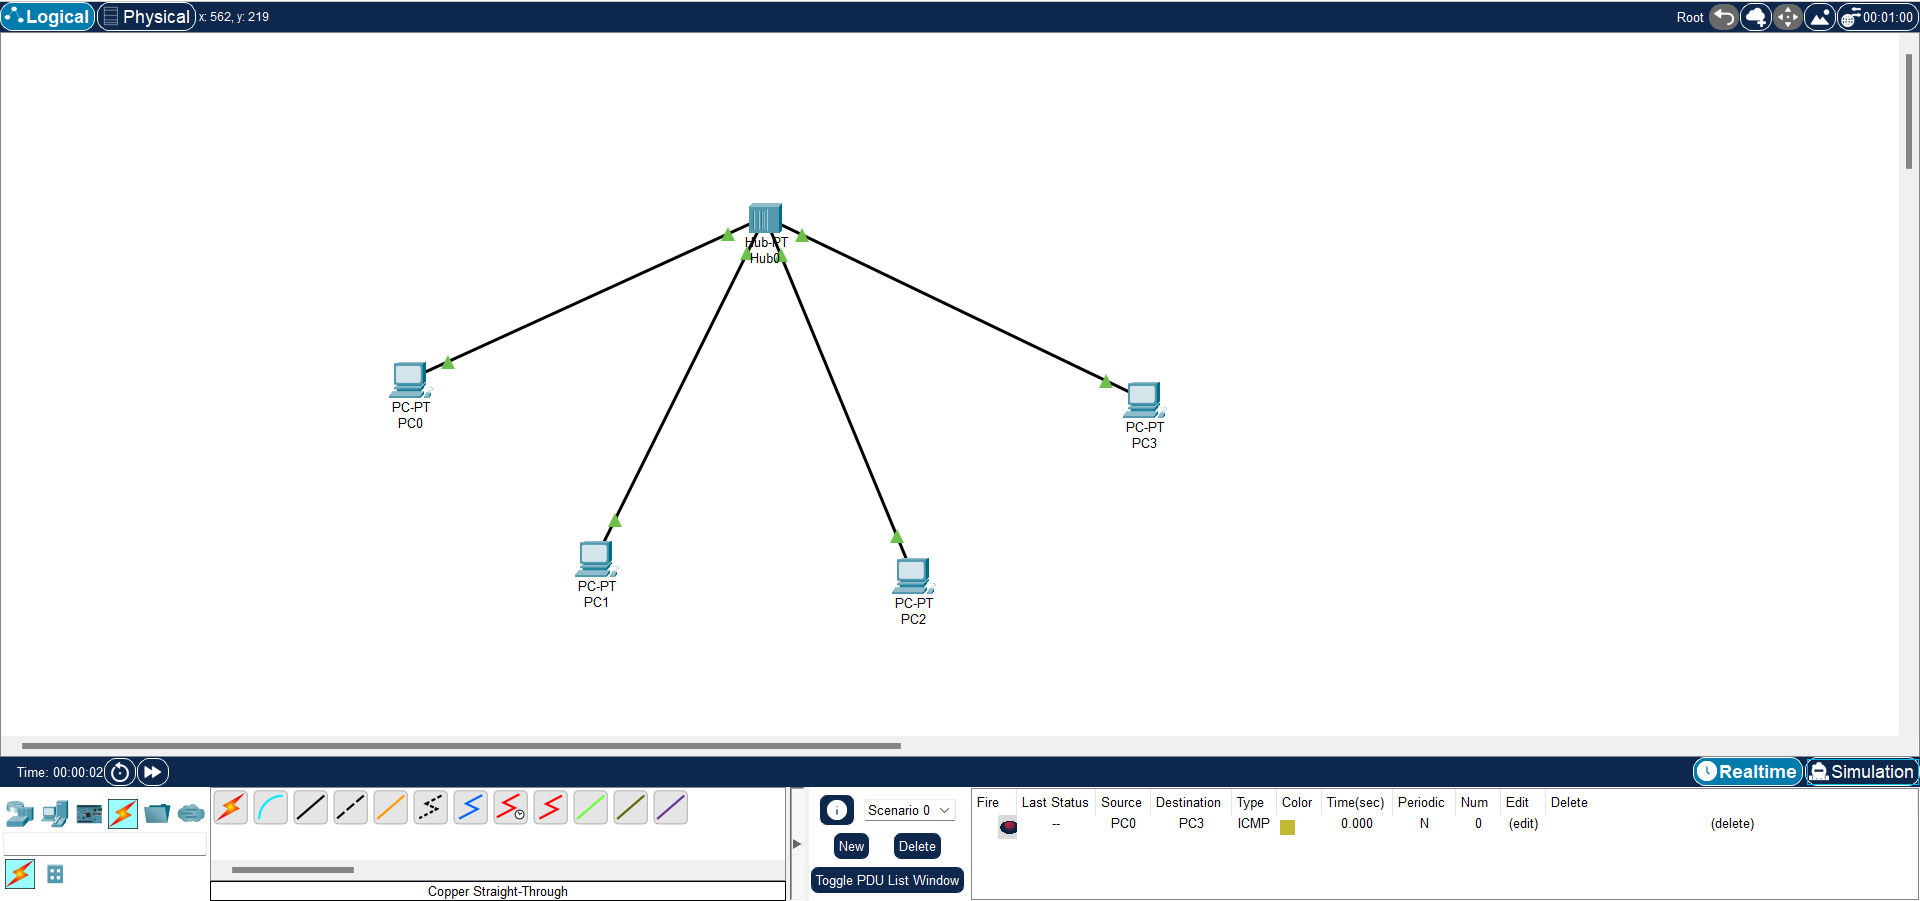 Logical Physical x: 562, y: 219 Root 00:01:00
Hub-PT
Hub0
PC-PT
PC0
PC-PT
PC3
PC-PT
PC1
PC-PT
PC2
Time: 00:00:02 Realtime Simulation
Copper Straight-Through
Scenario 0
New Delete
Toggle PDU List Window
Fire Last Status Source Destination Type Color Time(sec) Periodic Num Edit Delete
-- PC0 PC3 ICMP 0.000 N 0 (edit) (delete)